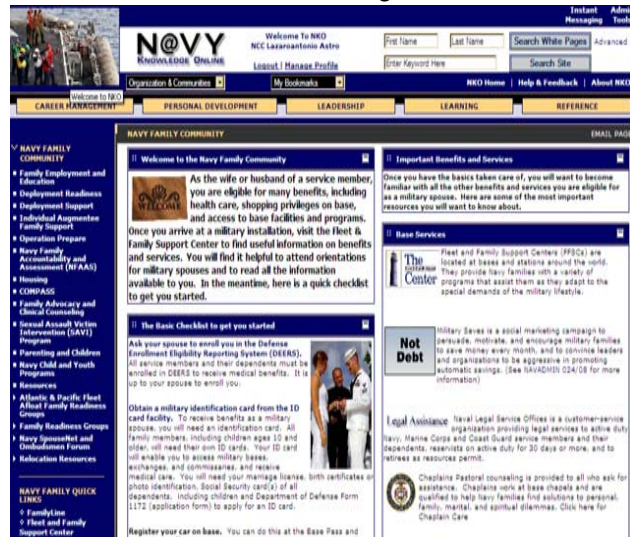 Instant Messaging
Admin Tools
N@VY
KNOWLEDGE ONLINE
Welcome To NKO
NCC Lazaroantonio Astro
Logout | Manage Profile
First Name
Last Name
Search White Pages
Advanced
Enter Keyword Here
Search Site
Organization & Communities
My Bookmarks
NKO Home | Help & Feedback | About NKO
Welcome to NKO
CAREER MANAGEMENT
PERSONAL DEVELOPMENT
LEADERSHIP
LEARNING
REFERENCE
NAVY FAMILY COMMUNITY
EMAIL PAGE
NAVY FAMILY
COMMUNITY
Family Employment and
Education
Deployment Readiness
Deployment Support
Individual Augmentee
Family Support
Operation Prepare
Navy Family
Accountability and
Assessment (NFAAS)
Housing
COMPASS
Family Advocacy and
Clinical Counseling
Sexual Assault Victim
Intervention (SAVI)
Program
Parenting and Children
Navy Child and Youth
Programs
Resources
Atlantic & Pacific Fleet
Afloat Family Readiness
Groups
Family Readiness Groups
Navy SpouseNet and
Ombudsmen Forum
Relocation Resources
NAVY FAMILY QUICK
LINKS
FamilyLine
Fleet and Family
Support Center
Welcome to the Navy Family Community
WELCOME
As the wife or husband of a service member,
you are eligible for many benefits, including
health care, shopping privileges on base,
and access to base facilities and programs.
Once you arrive at a military installation, visit the Fleet &
Family Support Center to find useful information on benefits
and services. You will find it helpful to attend orientations
for military spouses and to read all the information
available to you. In the meantime, here is a quick checklist
to get you started.
The Basic Checklist to get you started
Ask your spouse to enroll you in the Defense
Enrollment Eligibility Reporting System (DEERS).
All service members and their dependents must be
enrolled in DEERS to receive medical benefits. It is
up to your spouse to enroll you.
Obtain a military identification card from the ID
card facility. To receive benefits as a military
spouse, you will need an identification card. All
family members, including children ages 10 and
older, will need their own ID cards. Your ID card
will enable you to access military bases,
exchanges, and commissaries, and receive
medical care. You will need your marriage license, birth certificates or
photo identification, Social Security card(s) of all
dependents. Including children and Department of Defense Form
1172 (application form) to apply for an ID card.
Register your car on base. You can do this at the Base Pass and
Important Benefits and Services
Once you have the basics taken care of, you will want to become
familiar with all the other benefits and services you are eligible for
as a military spouse. Here are some of the most important
resources you will want to know about.
Base Services
The
Center
Fleet and Family Support Centers (FFSCs) are
located at bases and stations around the world.
They provide Navy families with a variety of
programs that assist them as they adapt to the
special demands of the military lifestyle.
Not
Debt
Military Saves is a social marketing campaign to
persuade, motivate, and encourage military families
to save money every month, and to convince leaders
and organizations to be aggressive in promoting
automatic savings. (See NAVADMIN 024/08 for more
information)
Legal Assistance
Naval Legal Service Offices is a customer-service
organization providing legal services to active duty
Navy, Marine Corps and Coast Guard service members and their
dependents, reservists on active duty for 30 days or more, and to
retirees as resources permit.
Chaplains Pastoral counseling is provided to all who ask for
assistance. Chaplains work at base chapels and are
qualified to help Navy families find solutions to personal,
family, marital, and spiritual dilemmas. Click here for
Chaplain Care